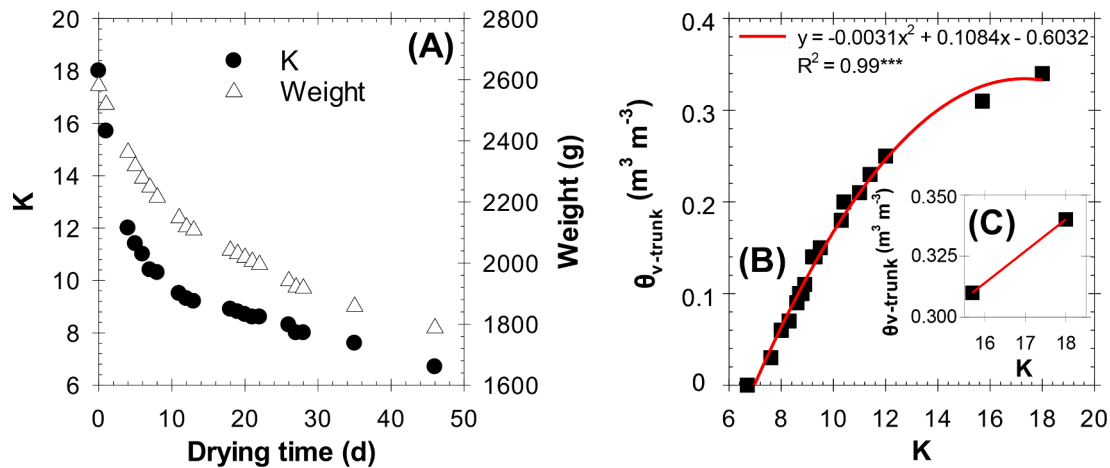 (A)
K
Weight
20
18
16
14
12
10
8
6
K
2800
2600
2400
2200
2000
1800
1600
Weight (g)
0 10 20 30 40 50
Drying time (d)
y = -0.0031x² + 0.1084x - 0.6032
R² = 0.99***
(B)
0.4
0.3
0.2
0.1
0
θv-trunk (m³ m⁻³)
6 8 10 12 14 16 18 20
K
(C)
0.350
0.325
0.300
θv-trunk (m³ m⁻³)
16 17 18
K